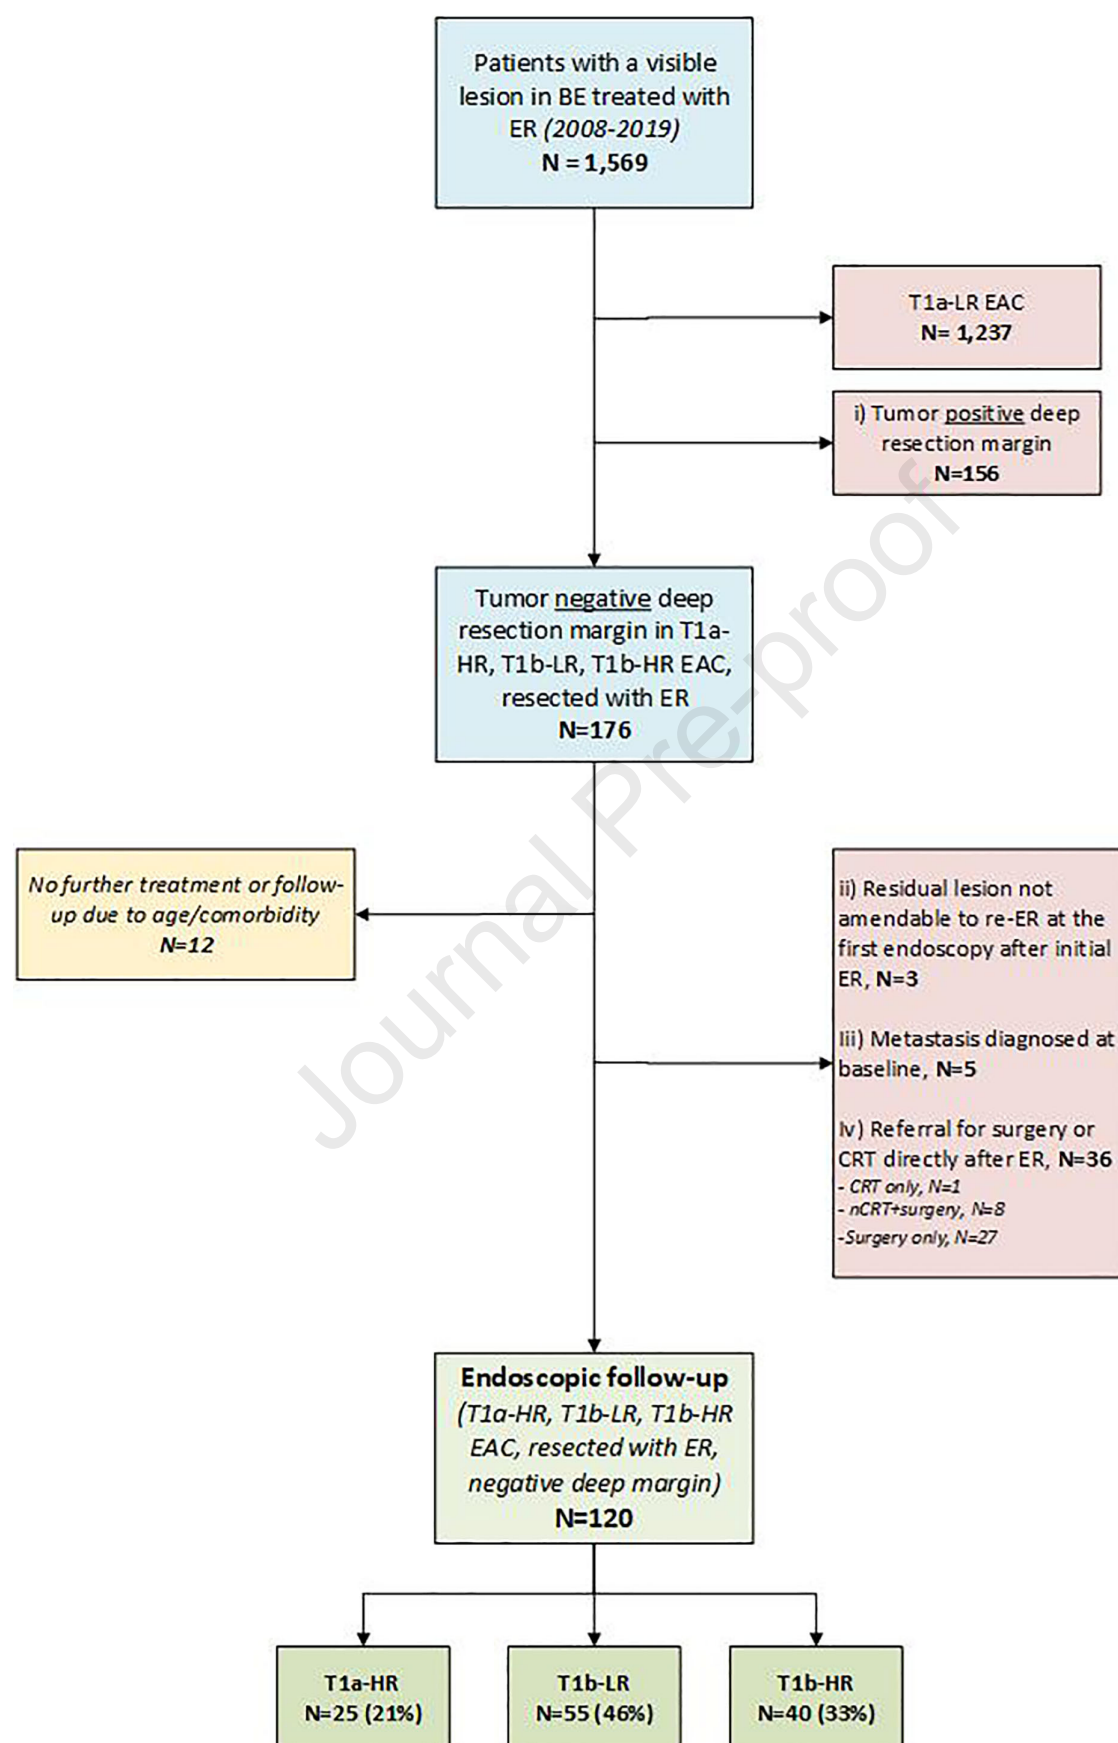 Patients with a visible
lesion in BE treated with
ER (2008-2019)
N = 1,569
T1a-LR EAC
N= 1,237
i) Tumor positive deep
resection margin
N=156
Tumor negative deep
resection margin in T1a-
HR, T1b-LR, T1b-HR EAC,
resected with ER
N=176
No further treatment or follow-
up due to age/comorbidity
N=12
ii) Residual lesion not
amendable to re-ER at the
first endoscopy after initial
ER, N=3
Iii) Metastasis diagnosed at
baseline, N=5
Iv) Referral for surgery or
CRT directly after ER, N=36
- CRT only, N=1
- nCRT+surgery, N=8
-Surgery only, N=27
Endoscopic follow-up
(T1a-HR, T1b-LR, T1b-HR
EAC, resected with ER,
negative deep margin)
N=120
T1a-HR
N=25 (21%)
T1b-LR
N=55 (46%)
T1b-HR
N=40 (33%)
Journal Pre-proof